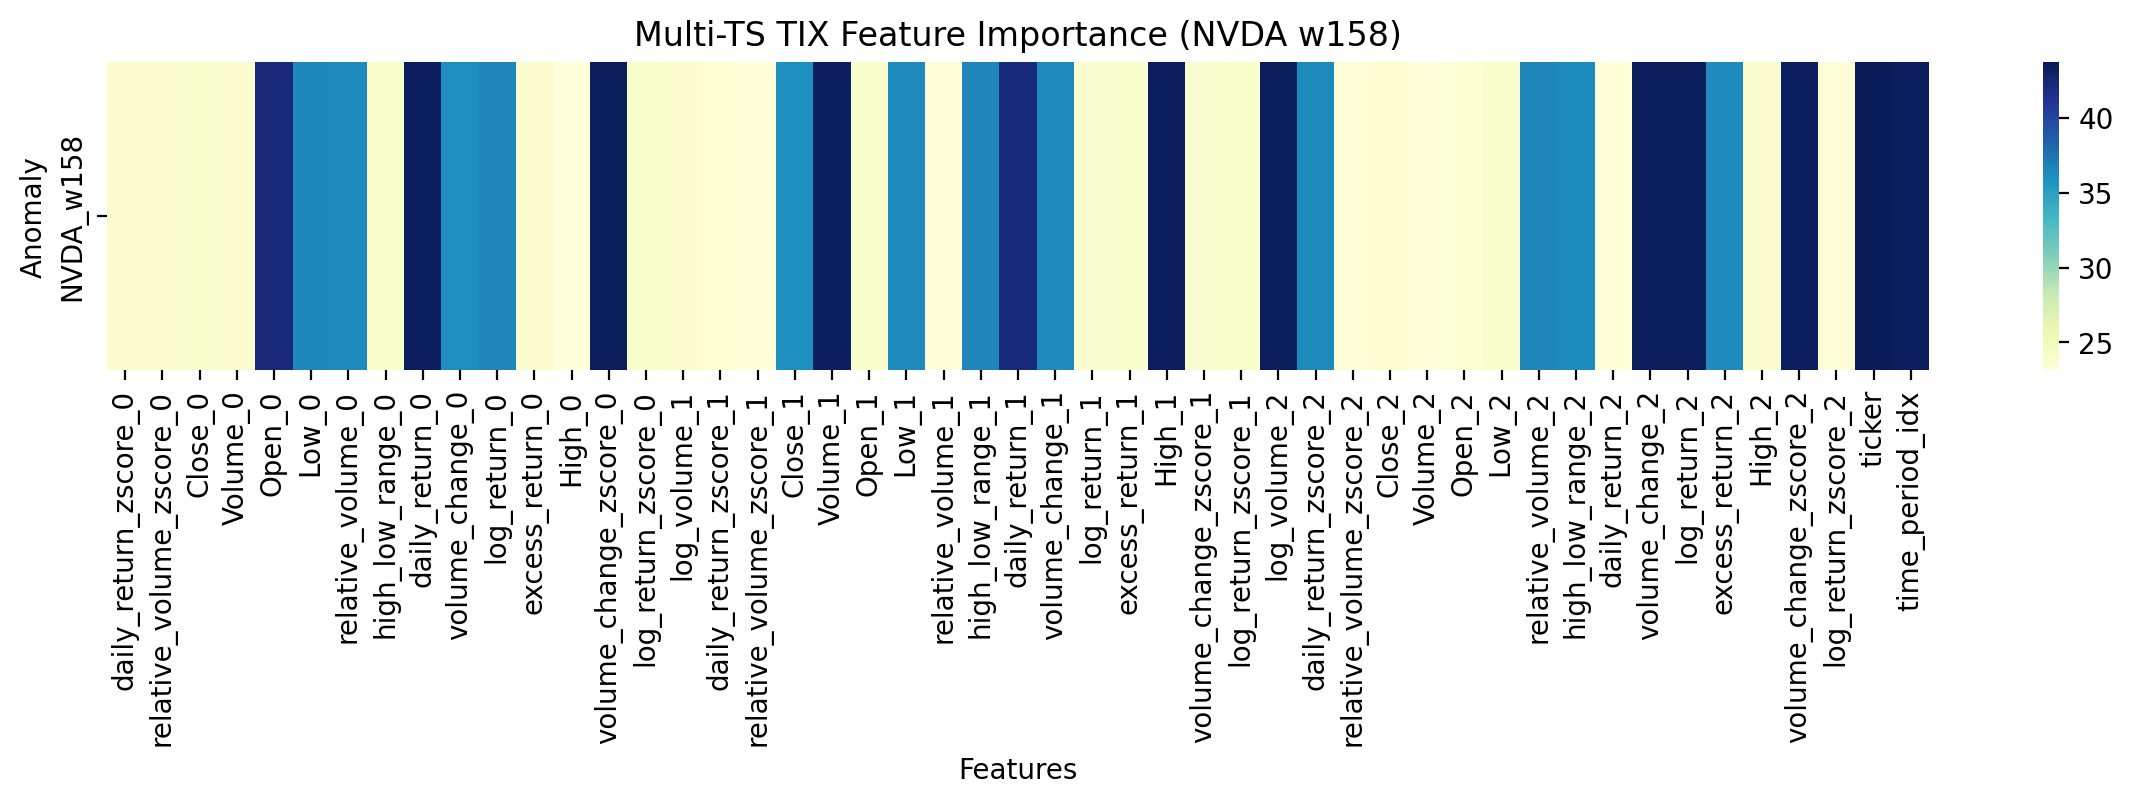 Multi-TS TIX Feature Importance (NVDA w158)
Anomaly
NVDA_w158
40
35
30
25
daily_return_zscore_0
relative_volume_zscore_0
Close_0
Volume_0
Open_0
Low_0
relative_volume_0
high_low_range_0
daily_return_0
volume_change_0
log_return_0
excess_return_0
High_0
volume_change_zscore_0
log_return_zscore_0
log_volume_1
daily_return_zscore_1
relative_volume_zscore_1
Close_1
Volume_1
Open_1
Low_1
relative_volume_1
high_low_range_1
daily_return_1
volume_change_1
log_return_1
excess_return_1
High_1
volume_change_zscore_1
log_return_zscore_1
log_volume_2
daily_return_zscore_2
relative_volume_zscore_2
Close_2
Volume_2
Open_2
Low_2
relative_volume_2
high_low_range_2
daily_return_2
volume_change_2
log_return_2
excess_return_2
High_2
volume_change_zscore_2
log_return_zscore_2
ticker
time_period_idx
Features